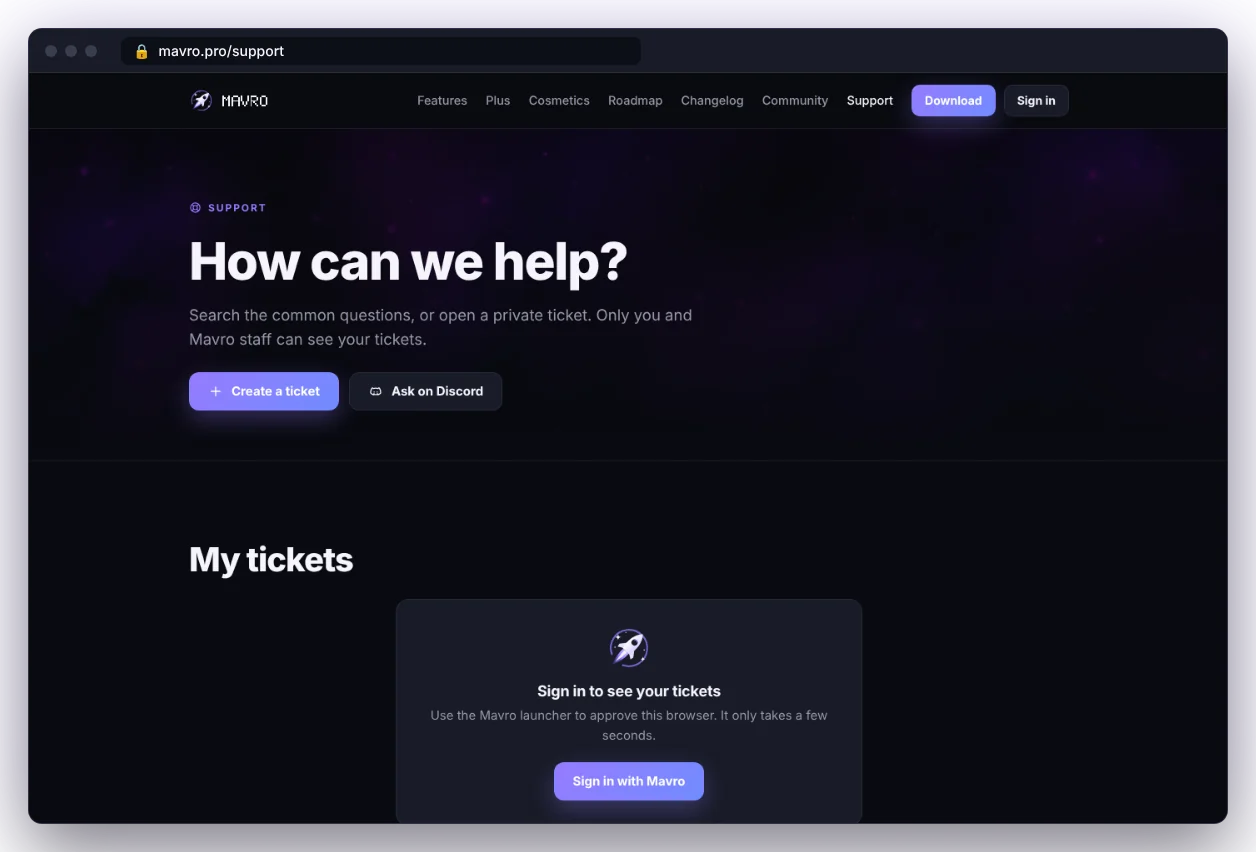 mavro.pro/support
MAVRO
Features Plus Cosmetics Roadmap Changelog Community Support Download Sign in
SUPPORT
How can we help?
Search the common questions, or open a private ticket. Only you and
Mavro staff can see your tickets.
Create a ticket Ask on Discord
My tickets
Sign in to see your tickets
Use the Mavro launcher to approve this browser. It only takes a few
seconds.
Sign in with Mavro